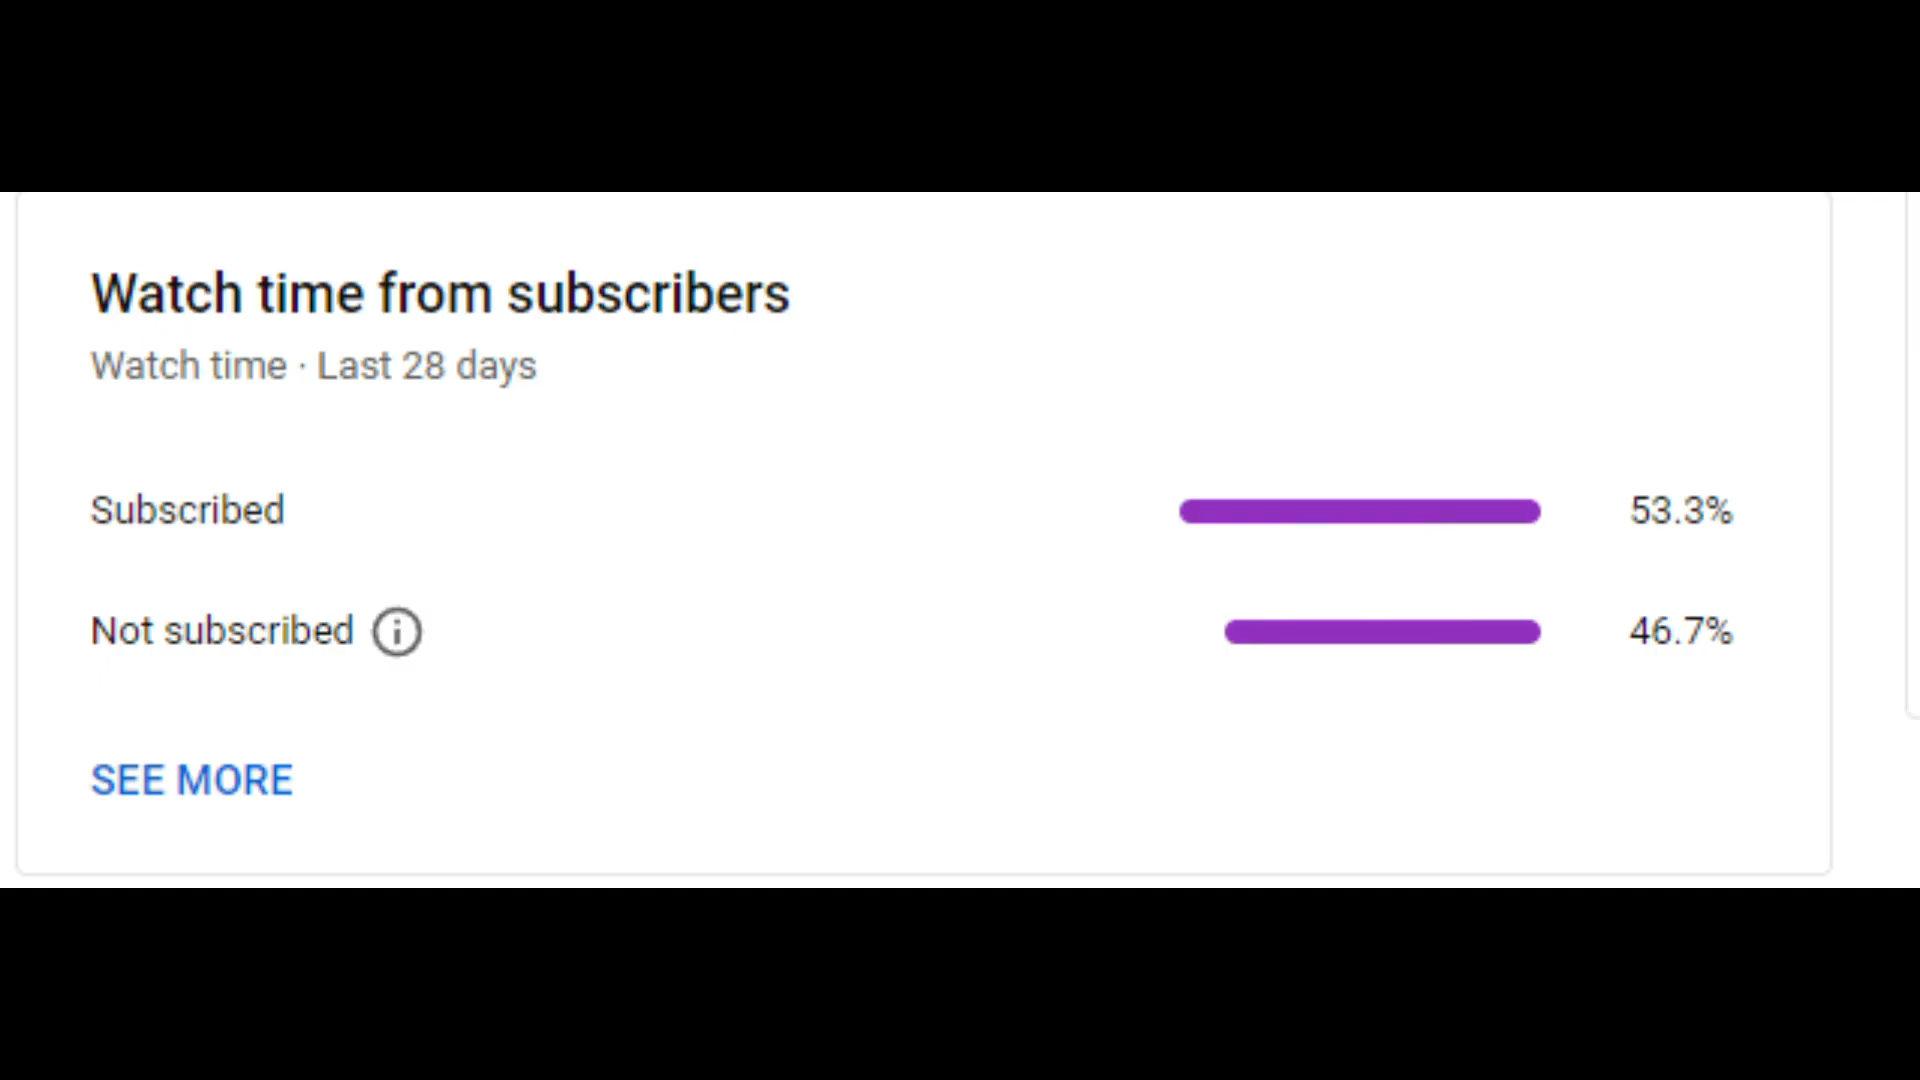 Watch time from subscribers
Watch time · Last 28 days
Subscribed 53.3%
Not subscribed 46.7%
SEE MORE